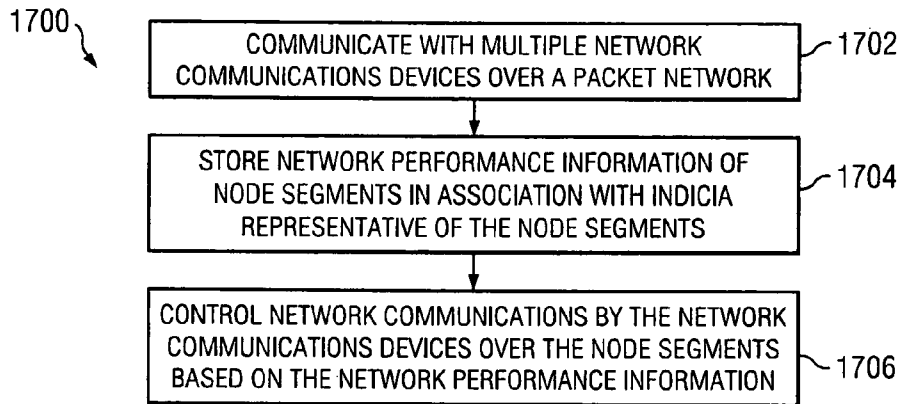 1700
COMMUNICATE WITH MULTIPLE NETWORK
COMMUNICATIONS DEVICES OVER A PACKET NETWORK
1702
STORE NETWORK PERFORMANCE INFORMATION OF
NODE SEGMENTS IN ASSOCIATION WITH INDICIA
REPRESENTATIVE OF THE NODE SEGMENTS
1704
CONTROL NETWORK COMMUNICATIONS BY THE NETWORK
COMMUNICATIONS DEVICES OVER THE NODE SEGMENTS
BASED ON THE NETWORK PERFORMANCE INFORMATION
1706